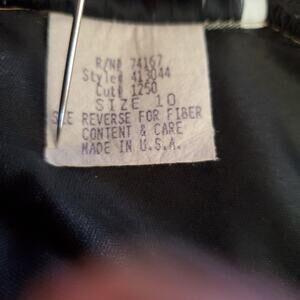 R/N# 74167
Style# 413044
Cut# 1250
SIZE 10
SEE REVERSE FOR FIBER
CONTENT & CARE
MADE IN U.S.A.